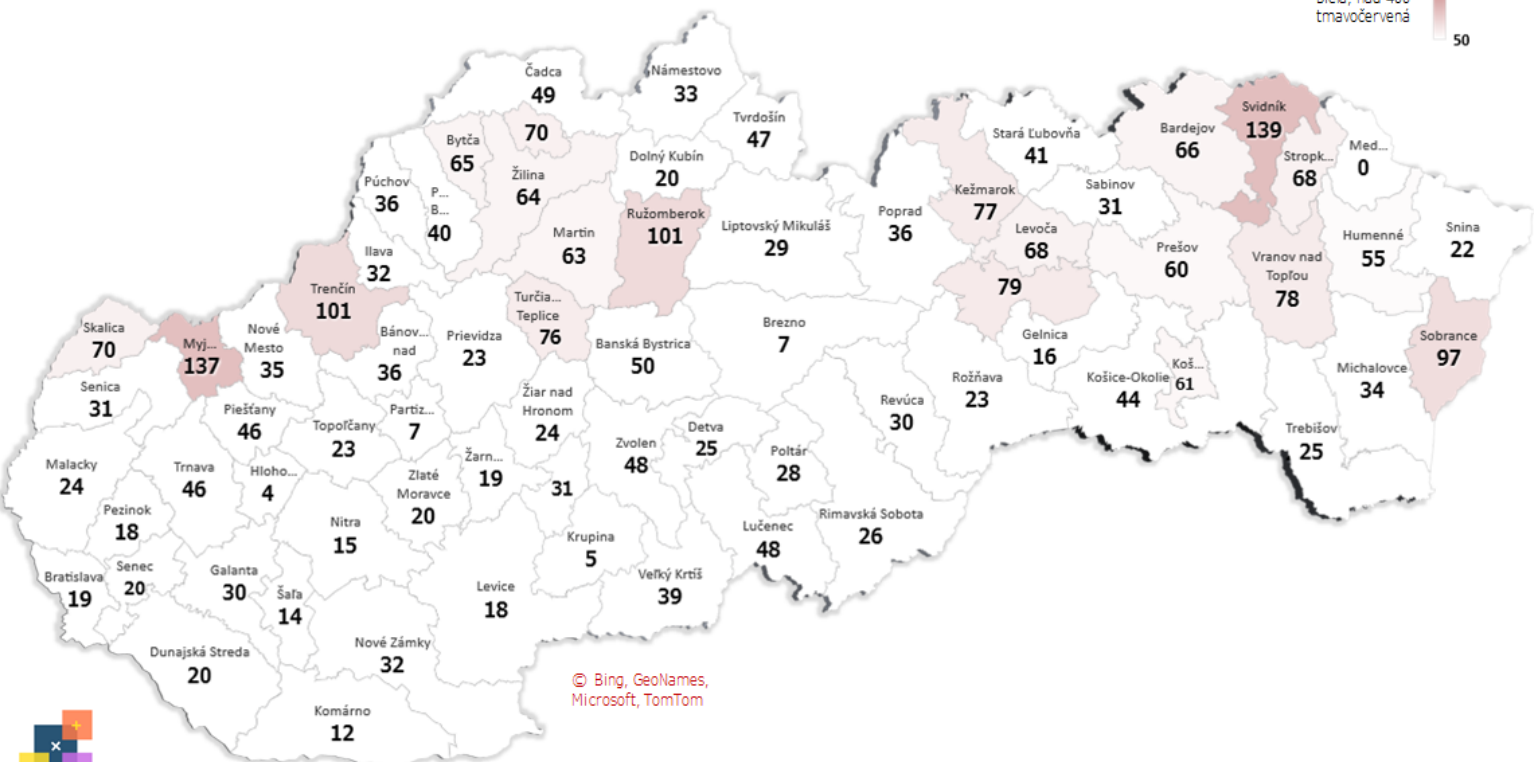 tmavočervená
50
Čadca
49
Námestovo
33
Tvrdošín
47
70
Bytča
65
Žilina
64
Dolný Kubín
20
Púchov
36
P...
B...
40
Martin
63
Ružomberok
101
Liptovský Mikuláš
29
Poprad
36
Kežmarok
77
Stará Ľubovňa
41
Bardejov
66
Svidník
139
Stropk...
68
Med...
0
Sabinov
31
Levoča
68
Prešov
60
79
Vranov nad
Topľou
78
Humenné
55
Snina
22
Ilava
32
Trenčín
101
Skalica
70
Myj...
137
Nové
Mesto
35
Bánov...
nad
36
Prievidza
23
Turčia...
Teplice
76
Banská Bystrica
50
Brezno
7
Gelnica
16
Rožňava
23
Košice-Okolie
44
Koš...
61
Michalovce
34
Sobrance
97
Senica
31
Piešťany
46
Topoľčany
23
Partiz...
7
Žiar nad
Hronom
24
Zvolen
48
Detva
25
Poltár
28
Revúca
30
Trebišov
25
Malacky
24
Trnava
46
Hloho...
4
Zlaté
Moravce
20
Žarn...
19
31
Pezinok
18
Nitra
15
Krupina
5
Lučenec
48
Rimavská Sobota
26
Bratislava
19
Senec
20
Galanta
30
Šaľa
14
Levice
18
Veľký Krtíš
39
Dunajská Streda
20
Nové Zámky
32
Komárno
12
© Bing, GeoNames,
Microsoft, TomTom